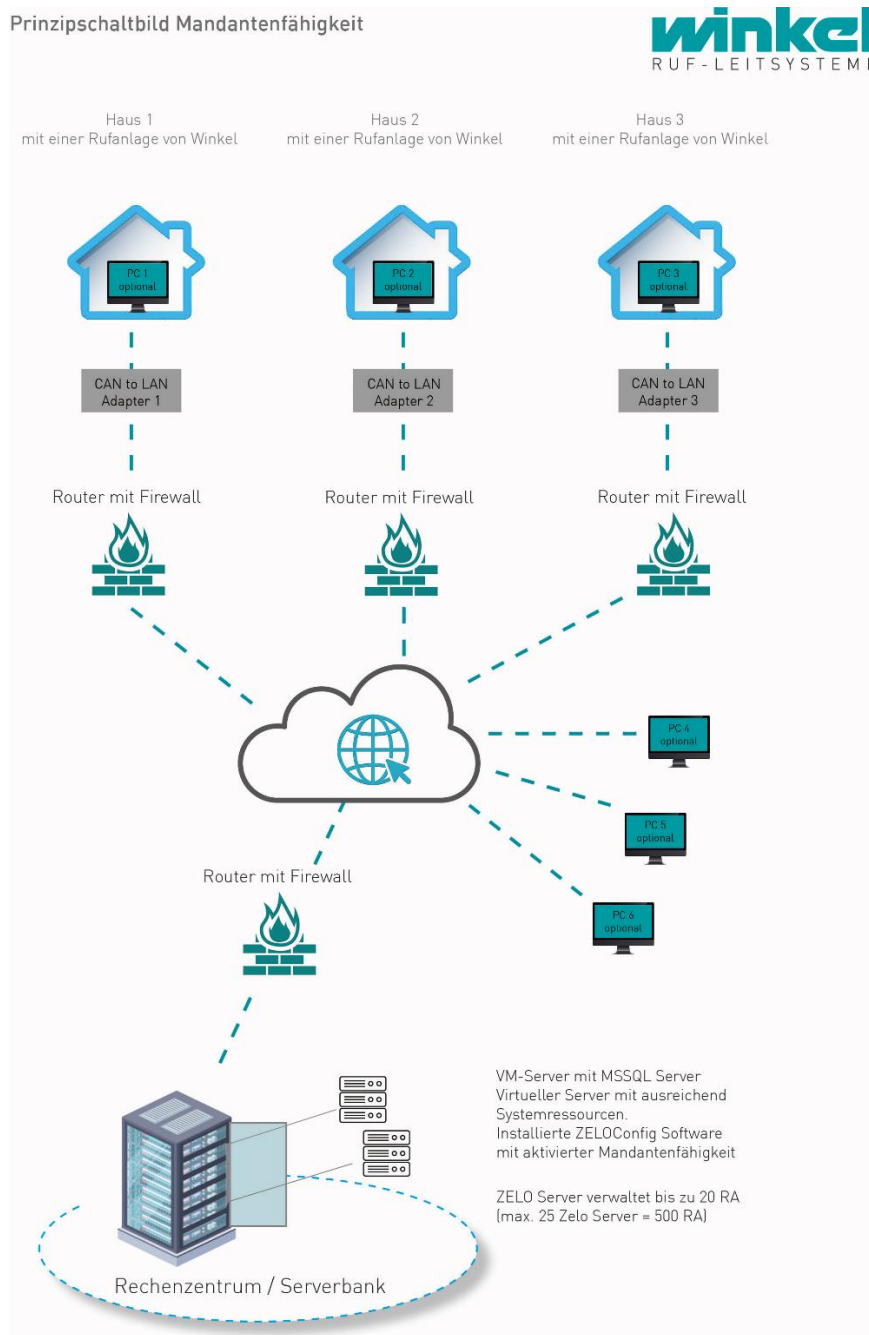 Prinzipschaltbild Mandantenfähigkeit
winkel
RUF-LEITSYSTEME
Haus 1
mit einer Rufanlage von Winkel
Haus 2
mit einer Rufanlage von Winkel
Haus 3
mit einer Rufanlage von Winkel
PC 1
optional
PC 2
optional
PC 3
optional
CAN to LAN
Adapter 1
CAN to LAN
Adapter 2
CAN to LAN
Adapter 3
Router mit Firewall
Router mit Firewall
Router mit Firewall
PC 4
optional
PC 5
optional
Router mit Firewall
PC 6
optional
VM-Server mit MSSQL Server
Virtueller Server mit ausreichend
Systemressourcen.
Installierte ZELOConfig Software
mit aktivierter Mandantenfähigkeit
ZELO Server verwaltet bis zu 20 RA
(max. 25 Zelo Server = 500 RA)
Rechenzentrum / Serverbank